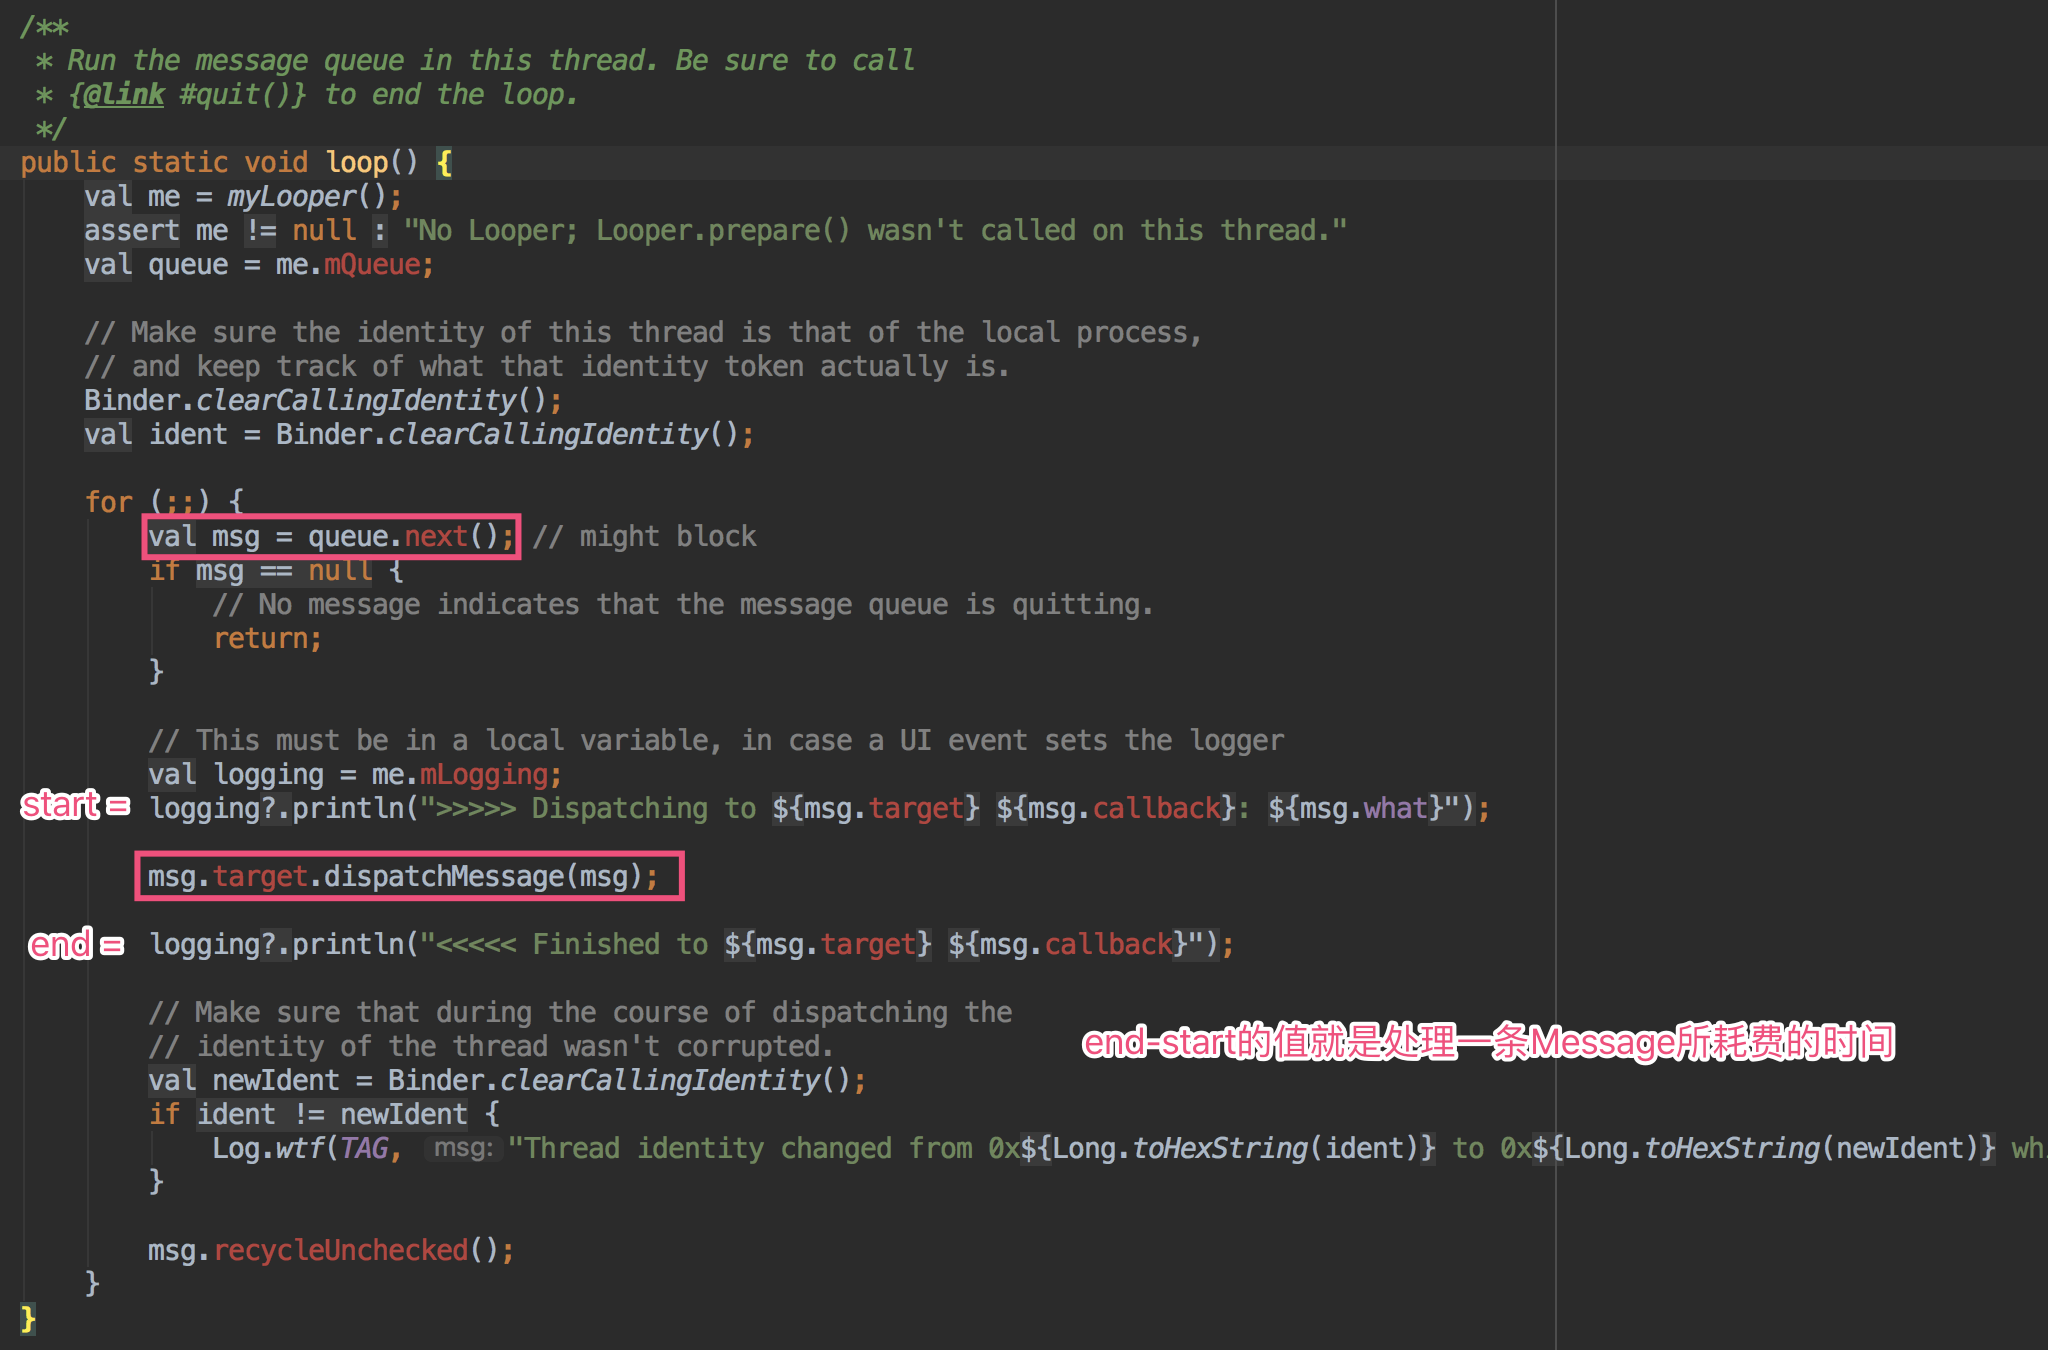 /**
* Run the message queue in this thread. Be sure to call
* {@link #quit()} to end the loop.
*/
public static void loop() {
val me = myLooper();
assert me != null : "No Looper; Looper.prepare() wasn't called on this thread."
val queue = me.mQueue;
// Make sure the identity of this thread is that of the local process,
// and keep track of what that identity token actually is.
Binder.clearCallingIdentity();
val ident = Binder.clearCallingIdentity();
for (;;) {
val msg = queue.next(); // might block
if msg == null {
// No message indicates that the message queue is quitting.
return;
}
// This must be in a local variable, in case a UI event sets the logger
val logging = me.mLogging;
start = logging?.println(">>>>> Dispatching to ${msg.target} ${msg.callback}: ${msg.what}");
msg.target.dispatchMessage(msg);
end = logging?.println("<<<<< Finished to ${msg.target} ${msg.callback}");
// Make sure that during the course of dispatching the
// identity of the thread wasn't corrupted.
end-start的值就是处理一条Message所耗费的时间
val newIdent = Binder.clearCallingIdentity();
if ident != newIdent {
Log.wtf(TAG, msg: "Thread identity changed from 0x${Long.toHexString(ident)} to 0x${Long.toHexString(newIdent)} wh
}
msg.recycleUnchecked();
}
}